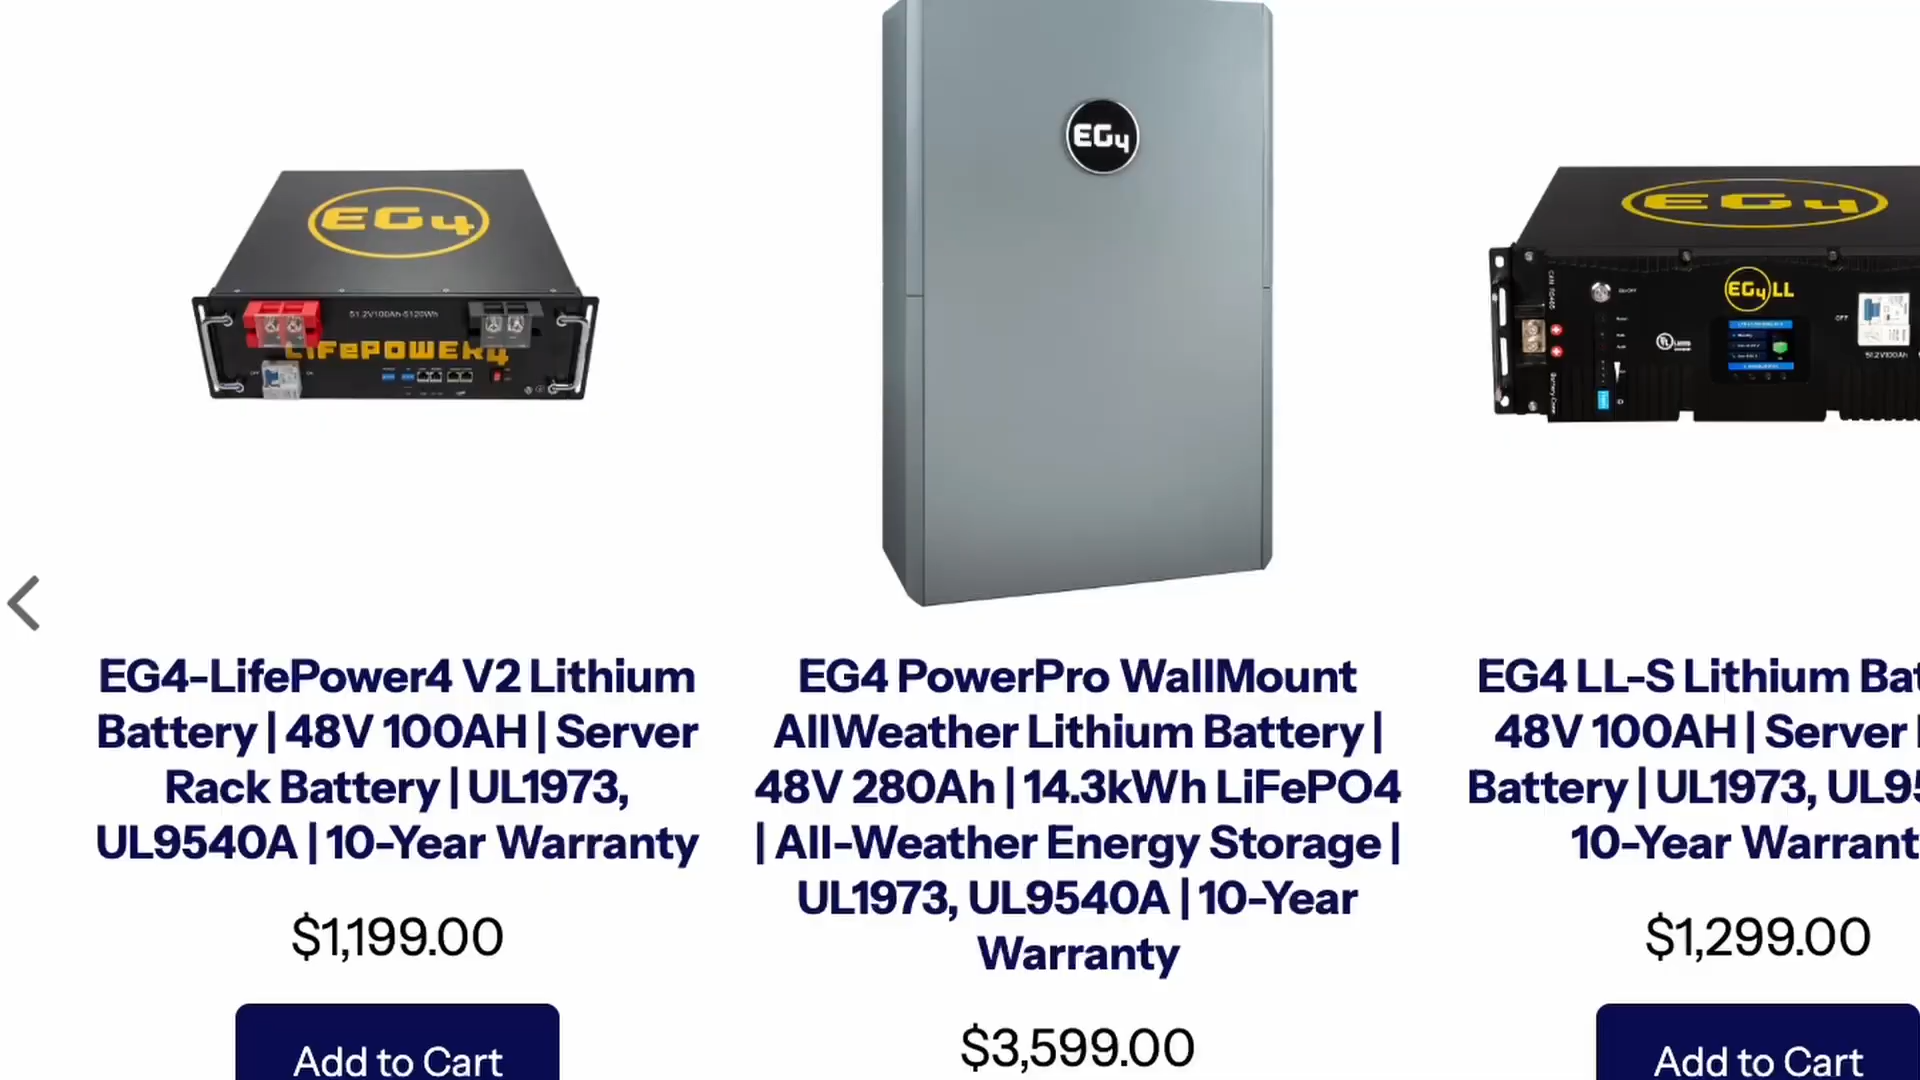 EG4
EG4
EG4
51.2V100Ah-5120Wh
LiFePOWER4
EG4LL
OFF
51.2V100Ah
EG4-LifePower4 V2 Lithium
Battery | 48V 100AH | Server
Rack Battery | UL1973,
UL9540A | 10-Year Warranty
$1,199.00
Add to Cart
EG4 PowerPro WallMount
AllWeather Lithium Battery |
48V 280Ah | 14.3kWh LiFePO4
| All-Weather Energy Storage |
UL1973, UL9540A | 10-Year
Warranty
$3,599.00
EG4 LL-S Lithium Bat
48V 100AH | Server
Battery | UL1973, UL95
10-Year Warrant
$1,299.00
Add to Cart